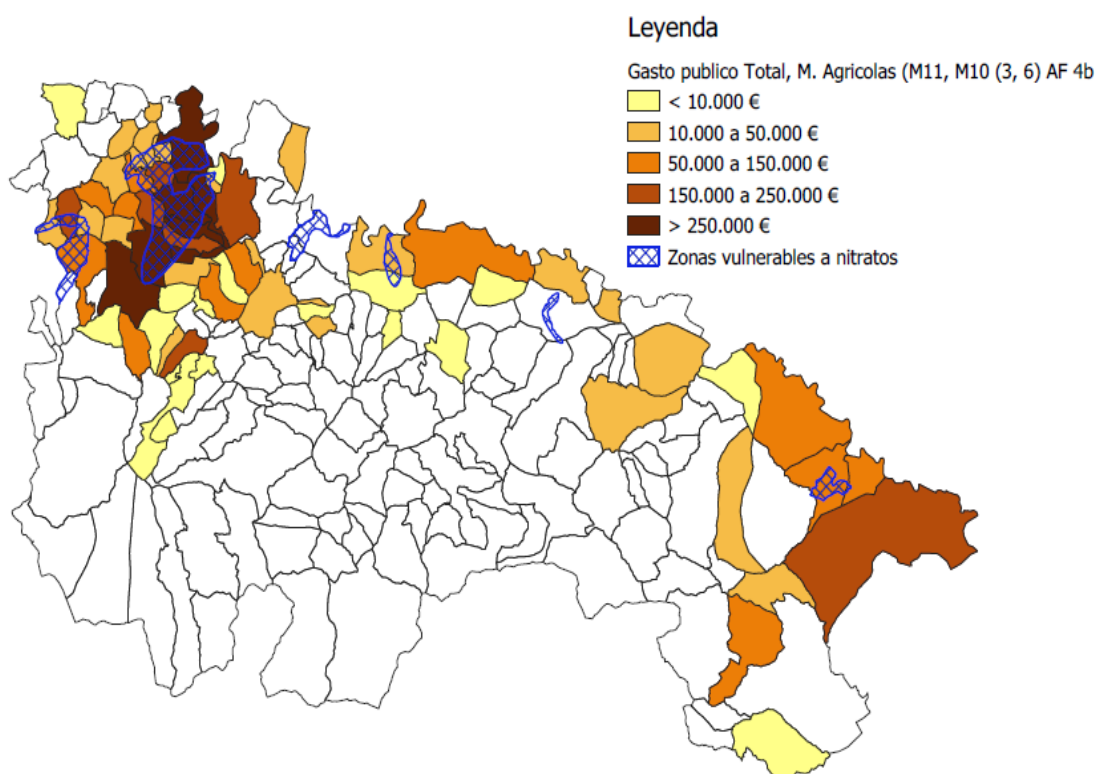 Leyenda
Gasto publico Total, M. Agricolas (M11, M10 (3, 6) AF 4b
< 10.000 €
10.000 a 50.000 €
50.000 a 150.000 €
150.000 a 250.000 €
> 250.000 €
Zonas vulnerables a nitratos